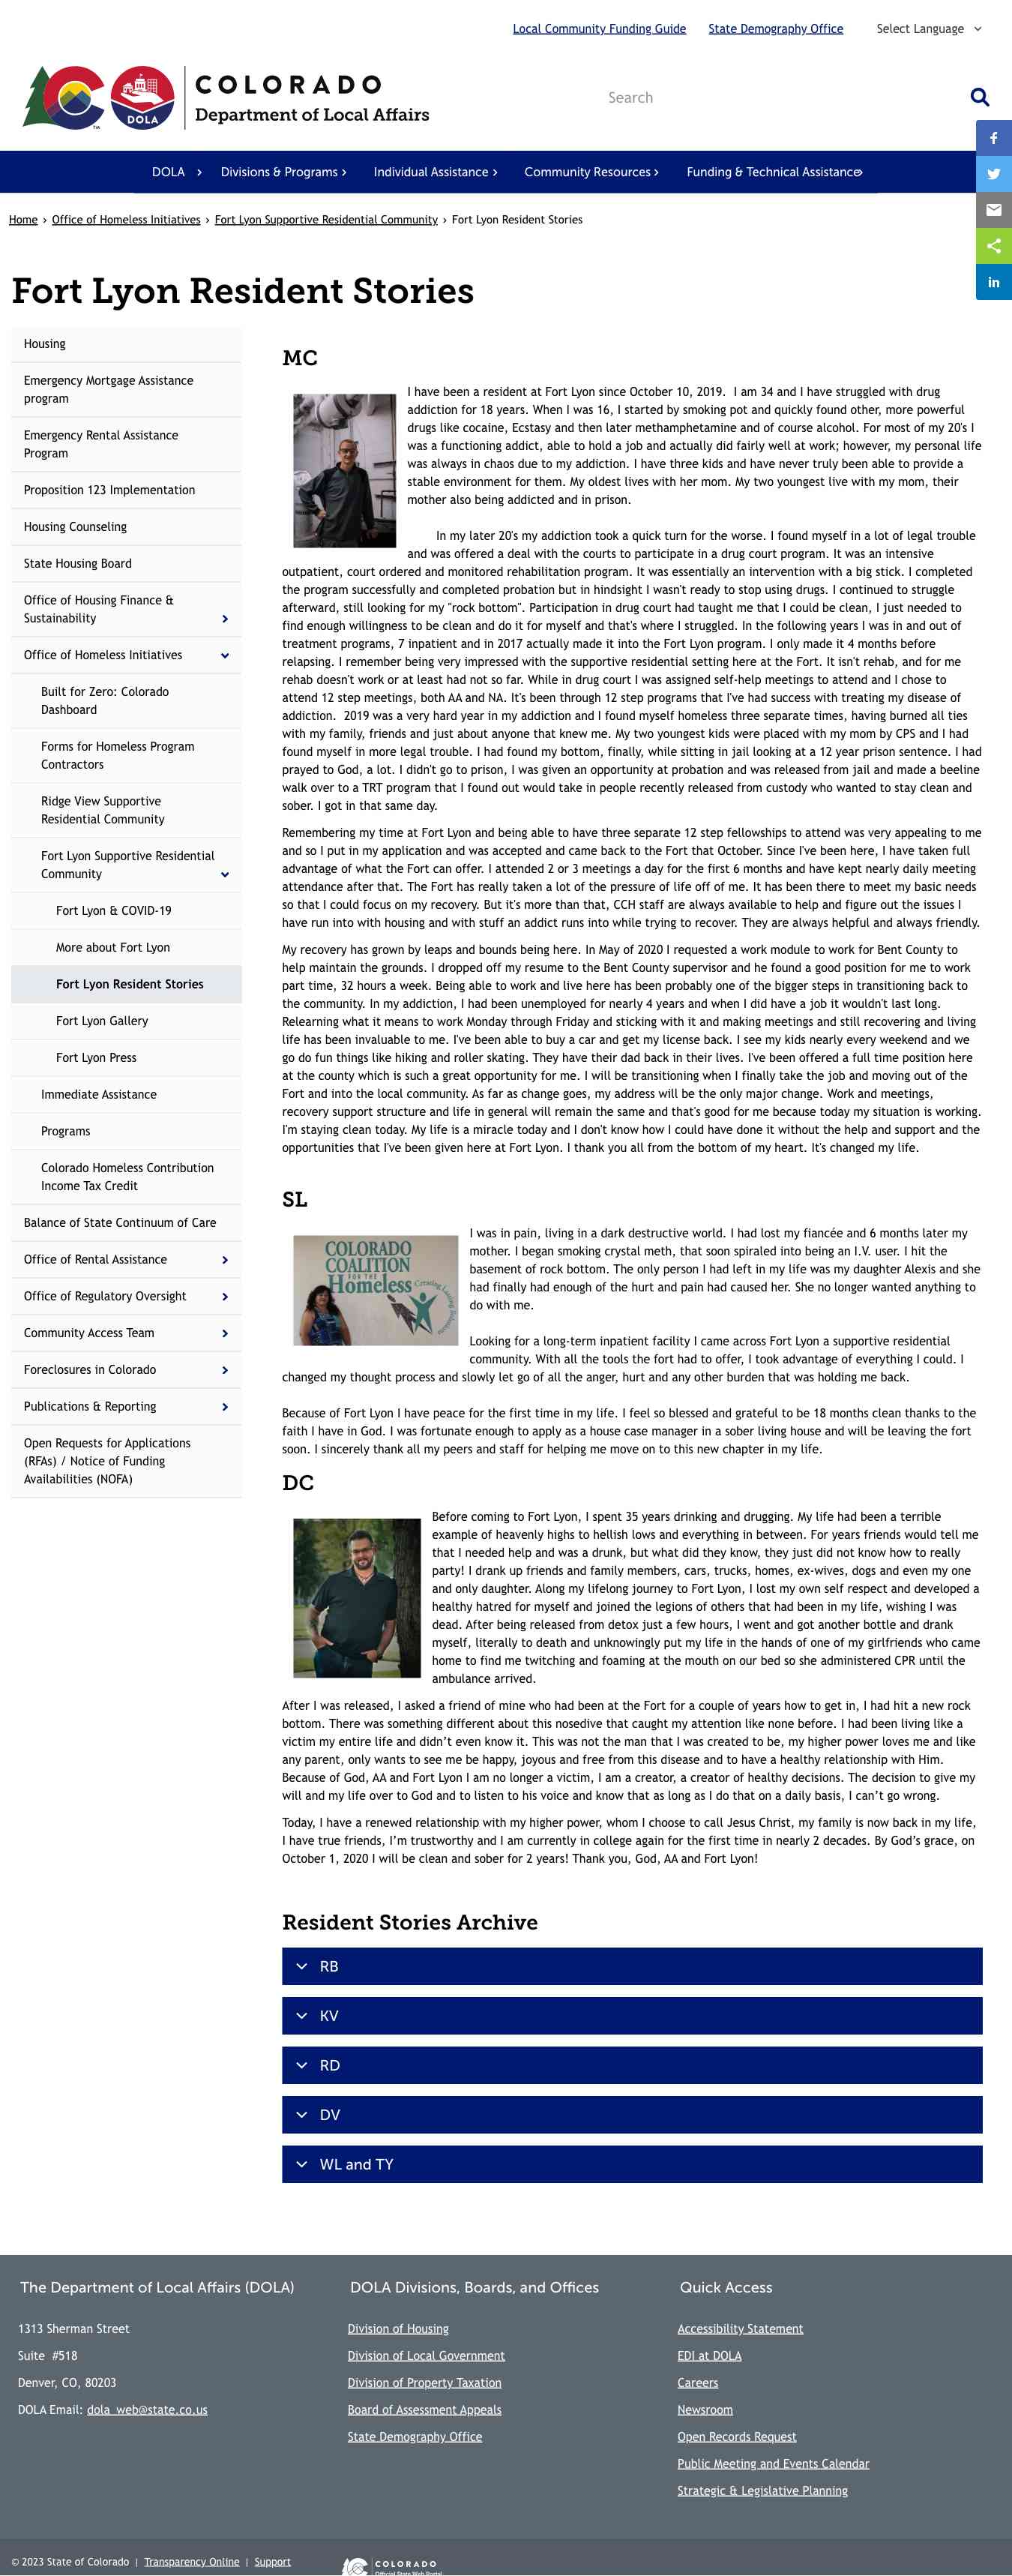 Local Community Funding Guide
State Demography Office
Select Language
COLORADO
Department of Local Affairs
DOLA
TM
Search
DOLA
Divisions & Programs
Individual Assistance
Community Resources
Funding & Technical Assistance
Home › Office of Homeless Initiatives › Fort Lyon Supportive Residential Community › Fort Lyon Resident Stories
Fort Lyon Resident Stories
Housing
Emergency Mortgage Assistance
program
Emergency Rental Assistance
Program
Proposition 123 Implementation
Housing Counseling
State Housing Board
Office of Housing Finance &
Sustainability
Office of Homeless Initiatives
Built for Zero: Colorado
Dashboard
Forms for Homeless Program
Contractors
Ridge View Supportive
Residential Community
Fort Lyon Supportive Residential
Community
Fort Lyon & COVID-19
More about Fort Lyon
Fort Lyon Resident Stories
Fort Lyon Gallery
Fort Lyon Press
Immediate Assistance
Programs
Colorado Homeless Contribution
Income Tax Credit
Balance of State Continuum of Care
Office of Rental Assistance
Office of Regulatory Oversight
Community Access Team
Foreclosures in Colorado
Publications & Reporting
Open Requests for Applications
(RFAs) / Notice of Funding
Availabilities (NOFA)
MC
I have been a resident at Fort Lyon since October 10, 2019.  I am 34 and I have struggled with drug
addiction for 18 years. When I was 16, I started by smoking pot and quickly found other, more powerful
drugs like cocaine, Ecstasy and then later methamphetamine and of course alcohol. For most of my 20's I
was a functioning addict, able to hold a job and actually did fairly well at work; however, my personal life
was always in chaos due to my addiction. I have three kids and have never truly been able to provide a
stable environment for them. My oldest lives with her mom. My two youngest live with my mom, their
mother also being addicted and in prison.
In my later 20's my addiction took a quick turn for the worse. I found myself in a lot of legal trouble
and was offered a deal with the courts to participate in a drug court program. It was an intensive
outpatient, court ordered and monitored rehabilitation program. It was essentially an intervention with a big stick. I completed
the program successfully and completed probation but in hindsight I wasn't ready to stop using drugs. I continued to struggle
afterward, still looking for my "rock bottom". Participation in drug court had taught me that I could be clean, I just needed to
find enough willingness to be clean and do it for myself and that's where I struggled. In the following years I was in and out of
treatment programs, 7 inpatient and in 2017 actually made it into the Fort Lyon program. I only made it 4 months before
relapsing. I remember being very impressed with the supportive residential setting here at the Fort. It isn't rehab, and for me
rehab doesn't work or at least had not so far. While in drug court I was assigned self-help meetings to attend and I chose to
attend 12 step meetings, both AA and NA. It's been through 12 step programs that I've had success with treating my disease of
addiction.  2019 was a very hard year in my addiction and I found myself homeless three separate times, having burned all ties
with my family, friends and just about anyone that knew me. My two youngest kids were placed with my mom by CPS and I had
found myself in more legal trouble. I had found my bottom, finally, while sitting in jail looking at a 12 year prison sentence. I had
prayed to God, a lot. I didn't go to prison, I was given an opportunity at probation and was released from jail and made a beeline
walk over to a TRT program that I found out would take in people recently released from custody who wanted to stay clean and
sober. I got in that same day.
Remembering my time at Fort Lyon and being able to have three separate 12 step fellowships to attend was very appealing to me
and so I put in my application and was accepted and came back to the Fort that October. Since I've been here, I have taken full
advantage of what the Fort can offer. I attended 2 or 3 meetings a day for the first 6 months and have kept nearly daily meeting
attendance after that. The Fort has really taken a lot of the pressure of life off of me. It has been there to meet my basic needs
so that I could focus on my recovery. But it's more than that, CCH staff are always available to help and figure out the issues I
have run into with housing and with stuff an addict runs into while trying to recover. They are always helpful and always friendly.
My recovery has grown by leaps and bounds being here. In May of 2020 I requested a work module to work for Bent County to
help maintain the grounds. I dropped off my resume to the Bent County supervisor and he found a good position for me to work
part time, 32 hours a week. Being able to work and live here has been probably one of the bigger steps in transitioning back to
the community. In my addiction, I had been unemployed for nearly 4 years and when I did have a job it wouldn't last long.
Relearning what it means to work Monday through Friday and sticking with it and making meetings and still recovering and living
life has been invaluable to me. I've been able to buy a car and get my license back. I see my kids nearly every weekend and we
go do fun things like hiking and roller skating. They have their dad back in their lives. I've been offered a full time position here
at the county which is such a great opportunity for me. I will be transitioning when I finally take the job and moving out of the
Fort and into the local community. As far as change goes, my address will be the only major change. Work and meetings,
recovery support structure and life in general will remain the same and that's good for me because today my situation is working.
I'm staying clean today. My life is a miracle today and I don't know how I could have done it without the help and support and the
opportunities that I've been given here at Fort Lyon. I thank you all from the bottom of my heart. It's changed my life.
SL
COLORADO
COALITION
FOR THE
Homeless
Creating Lasting Solutions
I was in pain, living in a dark destructive world. I had lost my fiancée and 6 months later my
mother. I began smoking crystal meth, that soon spiraled into being an I.V. user. I hit the
basement of rock bottom. The only person I had left in my life was my daughter Alexis and she
had finally had enough of the hurt and pain had caused her. She no longer wanted anything to
do with me.
Looking for a long-term inpatient facility I came across Fort Lyon a supportive residential
community. With all the tools the fort had to offer, I took advantage of everything I could. I
changed my thought process and slowly let go of all the anger, hurt and any other burden that was holding me back.
Because of Fort Lyon I have peace for the first time in my life. I feel so blessed and grateful to be 18 months clean thanks to the
faith I have in God. I was fortunate enough to apply as a house case manager in a sober living house and will be leaving the fort
soon. I sincerely thank all my peers and staff for helping me move on to this new chapter in my life.
DC
Before coming to Fort Lyon, I spent 35 years drinking and drugging. My life had been a terrible
example of heavenly highs to hellish lows and everything in between. For years friends would tell me
that I needed help and was a drunk, but what did they know, they just did not know how to really
party! I drank up friends and family members, cars, trucks, homes, ex-wives, dogs and even my one
and only daughter. Along my lifelong journey to Fort Lyon, I lost my own self respect and developed a
healthy hatred for myself and joined the legions of others that had been in my life, wishing I was
dead. After being released from detox just a few hours, I went and got another bottle and drank
myself, literally to death and unknowingly put my life in the hands of one of my girlfriends who came
home to find me twitching and foaming at the mouth on our bed so she administered CPR until the
ambulance arrived.
After I was released, I asked a friend of mine who had been at the Fort for a couple of years how to get in, I had hit a new rock
bottom. There was something different about this nosedive that caught my attention like none before. I had been living like a
victim my entire life and didn’t even know it. This was not the man that I was created to be, my higher power loves me and like
any parent, only wants to see me be happy, joyous and free from this disease and to have a healthy relationship with Him.
Because of God, AA and Fort Lyon I am no longer a victim, I am a creator, a creator of healthy decisions. The decision to give my
will and my life over to God and to listen to his voice and know that as long as I do that on a daily basis, I can’t go wrong.
Today, I have a renewed relationship with my higher power, whom I choose to call Jesus Christ, my family is now back in my life,
I have true friends, I’m trustworthy and I am currently in college again for the first time in nearly 2 decades. By God’s grace, on
October 1, 2020 I will be clean and sober for 2 years! Thank you, God, AA and Fort Lyon!
Resident Stories Archive
RB
KV
RD
DV
WL and TY
The Department of Local Affairs (DOLA)
1313 Sherman Street
Suite  #518
Denver, CO, 80203
DOLA Email: dola_web@state.co.us
DOLA Divisions, Boards, and Offices
Division of Housing
Division of Local Government
Division of Property Taxation
Board of Assessment Appeals
State Demography Office
Quick Access
Accessibility Statement
EDI at DOLA
Careers
Newsroom
Open Records Request
Public Meeting and Events Calendar
Strategic & Legislative Planning
© 2023 State of Colorado | Transparency Online | Support
COLORADO
Official State Web Portal